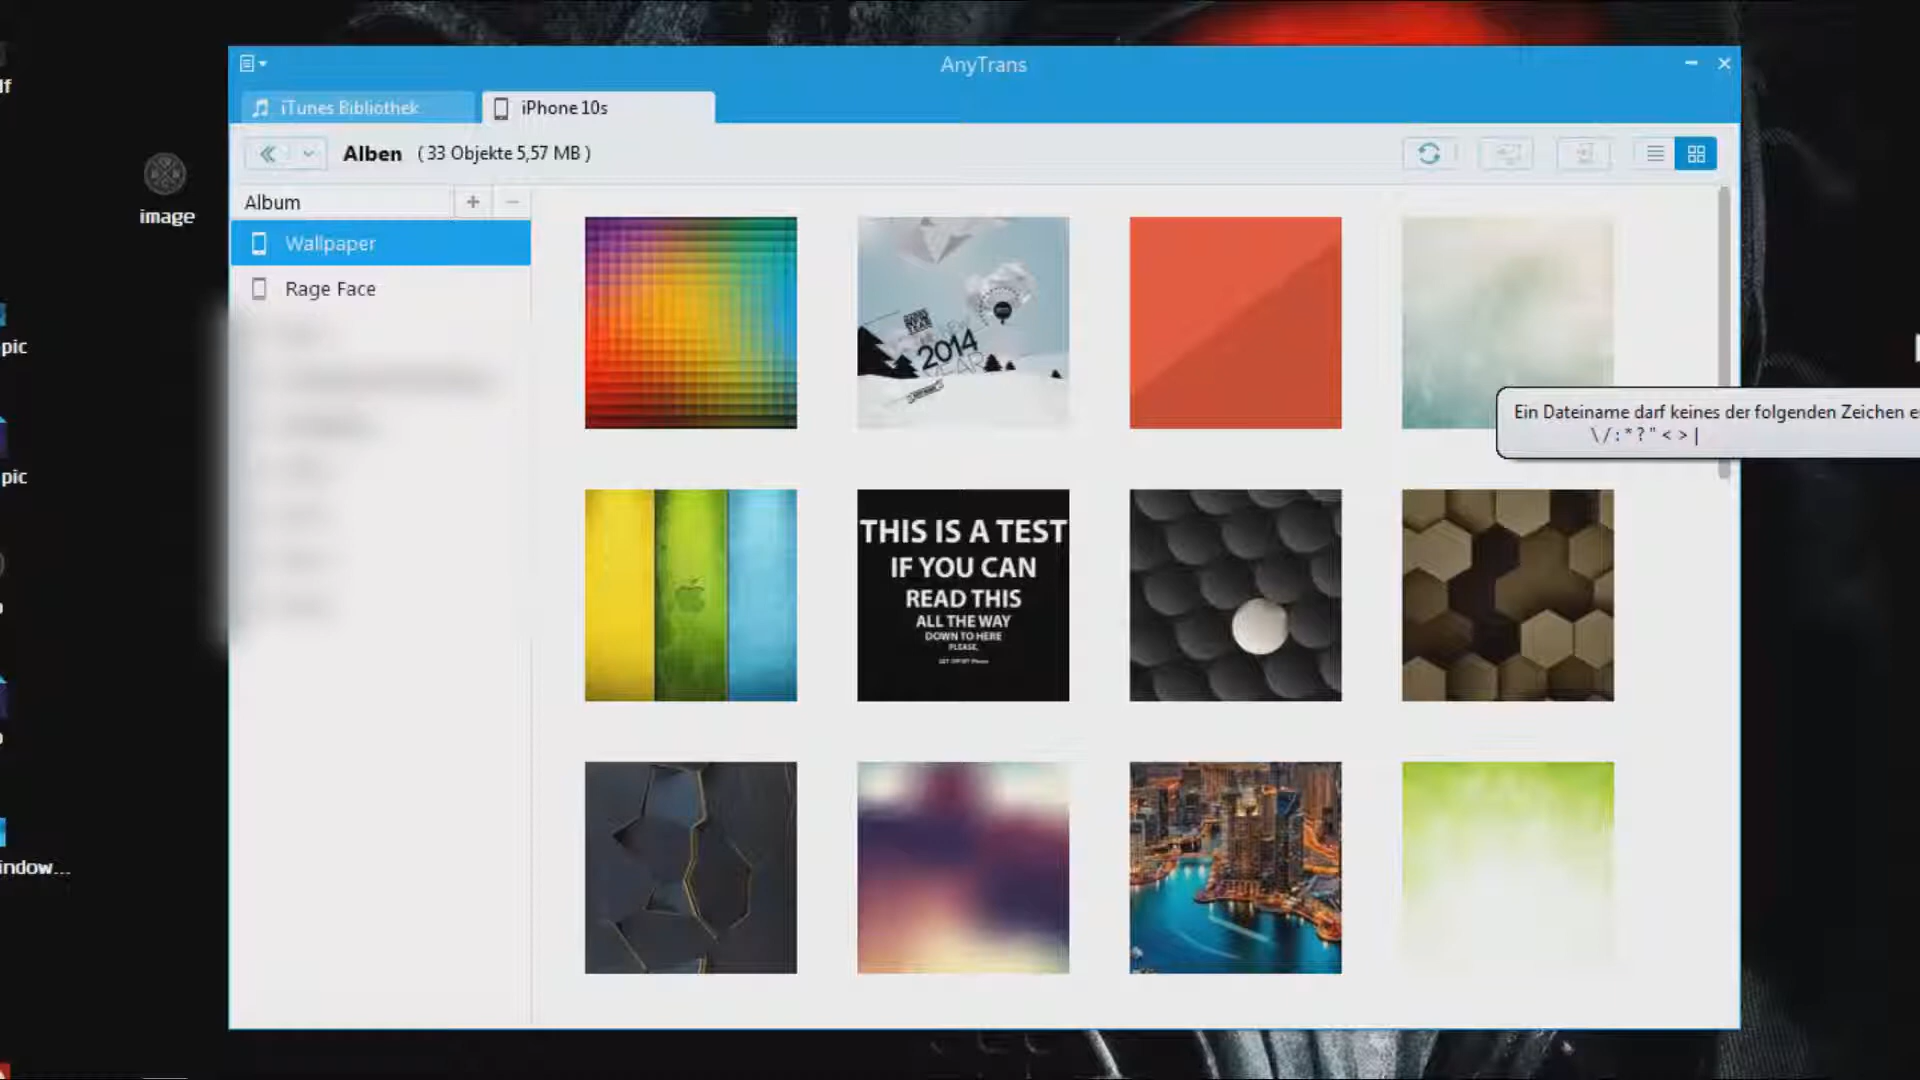 AnyTrans
iTunes Bibliothek
iPhone 10s
Alben ( 33 Objekte 5,57 MB )
Album
Wallpaper
Rage Face
image
lf
pic
pic
indow...
2014
YEAR
Ein Dateiname darf keines der folgenden Zeichen e
\ / : * ? " < > |
THIS IS A TEST
IF YOU CAN
READ THIS
ALL THE WAY
DOWN TO HERE
PLEASE,